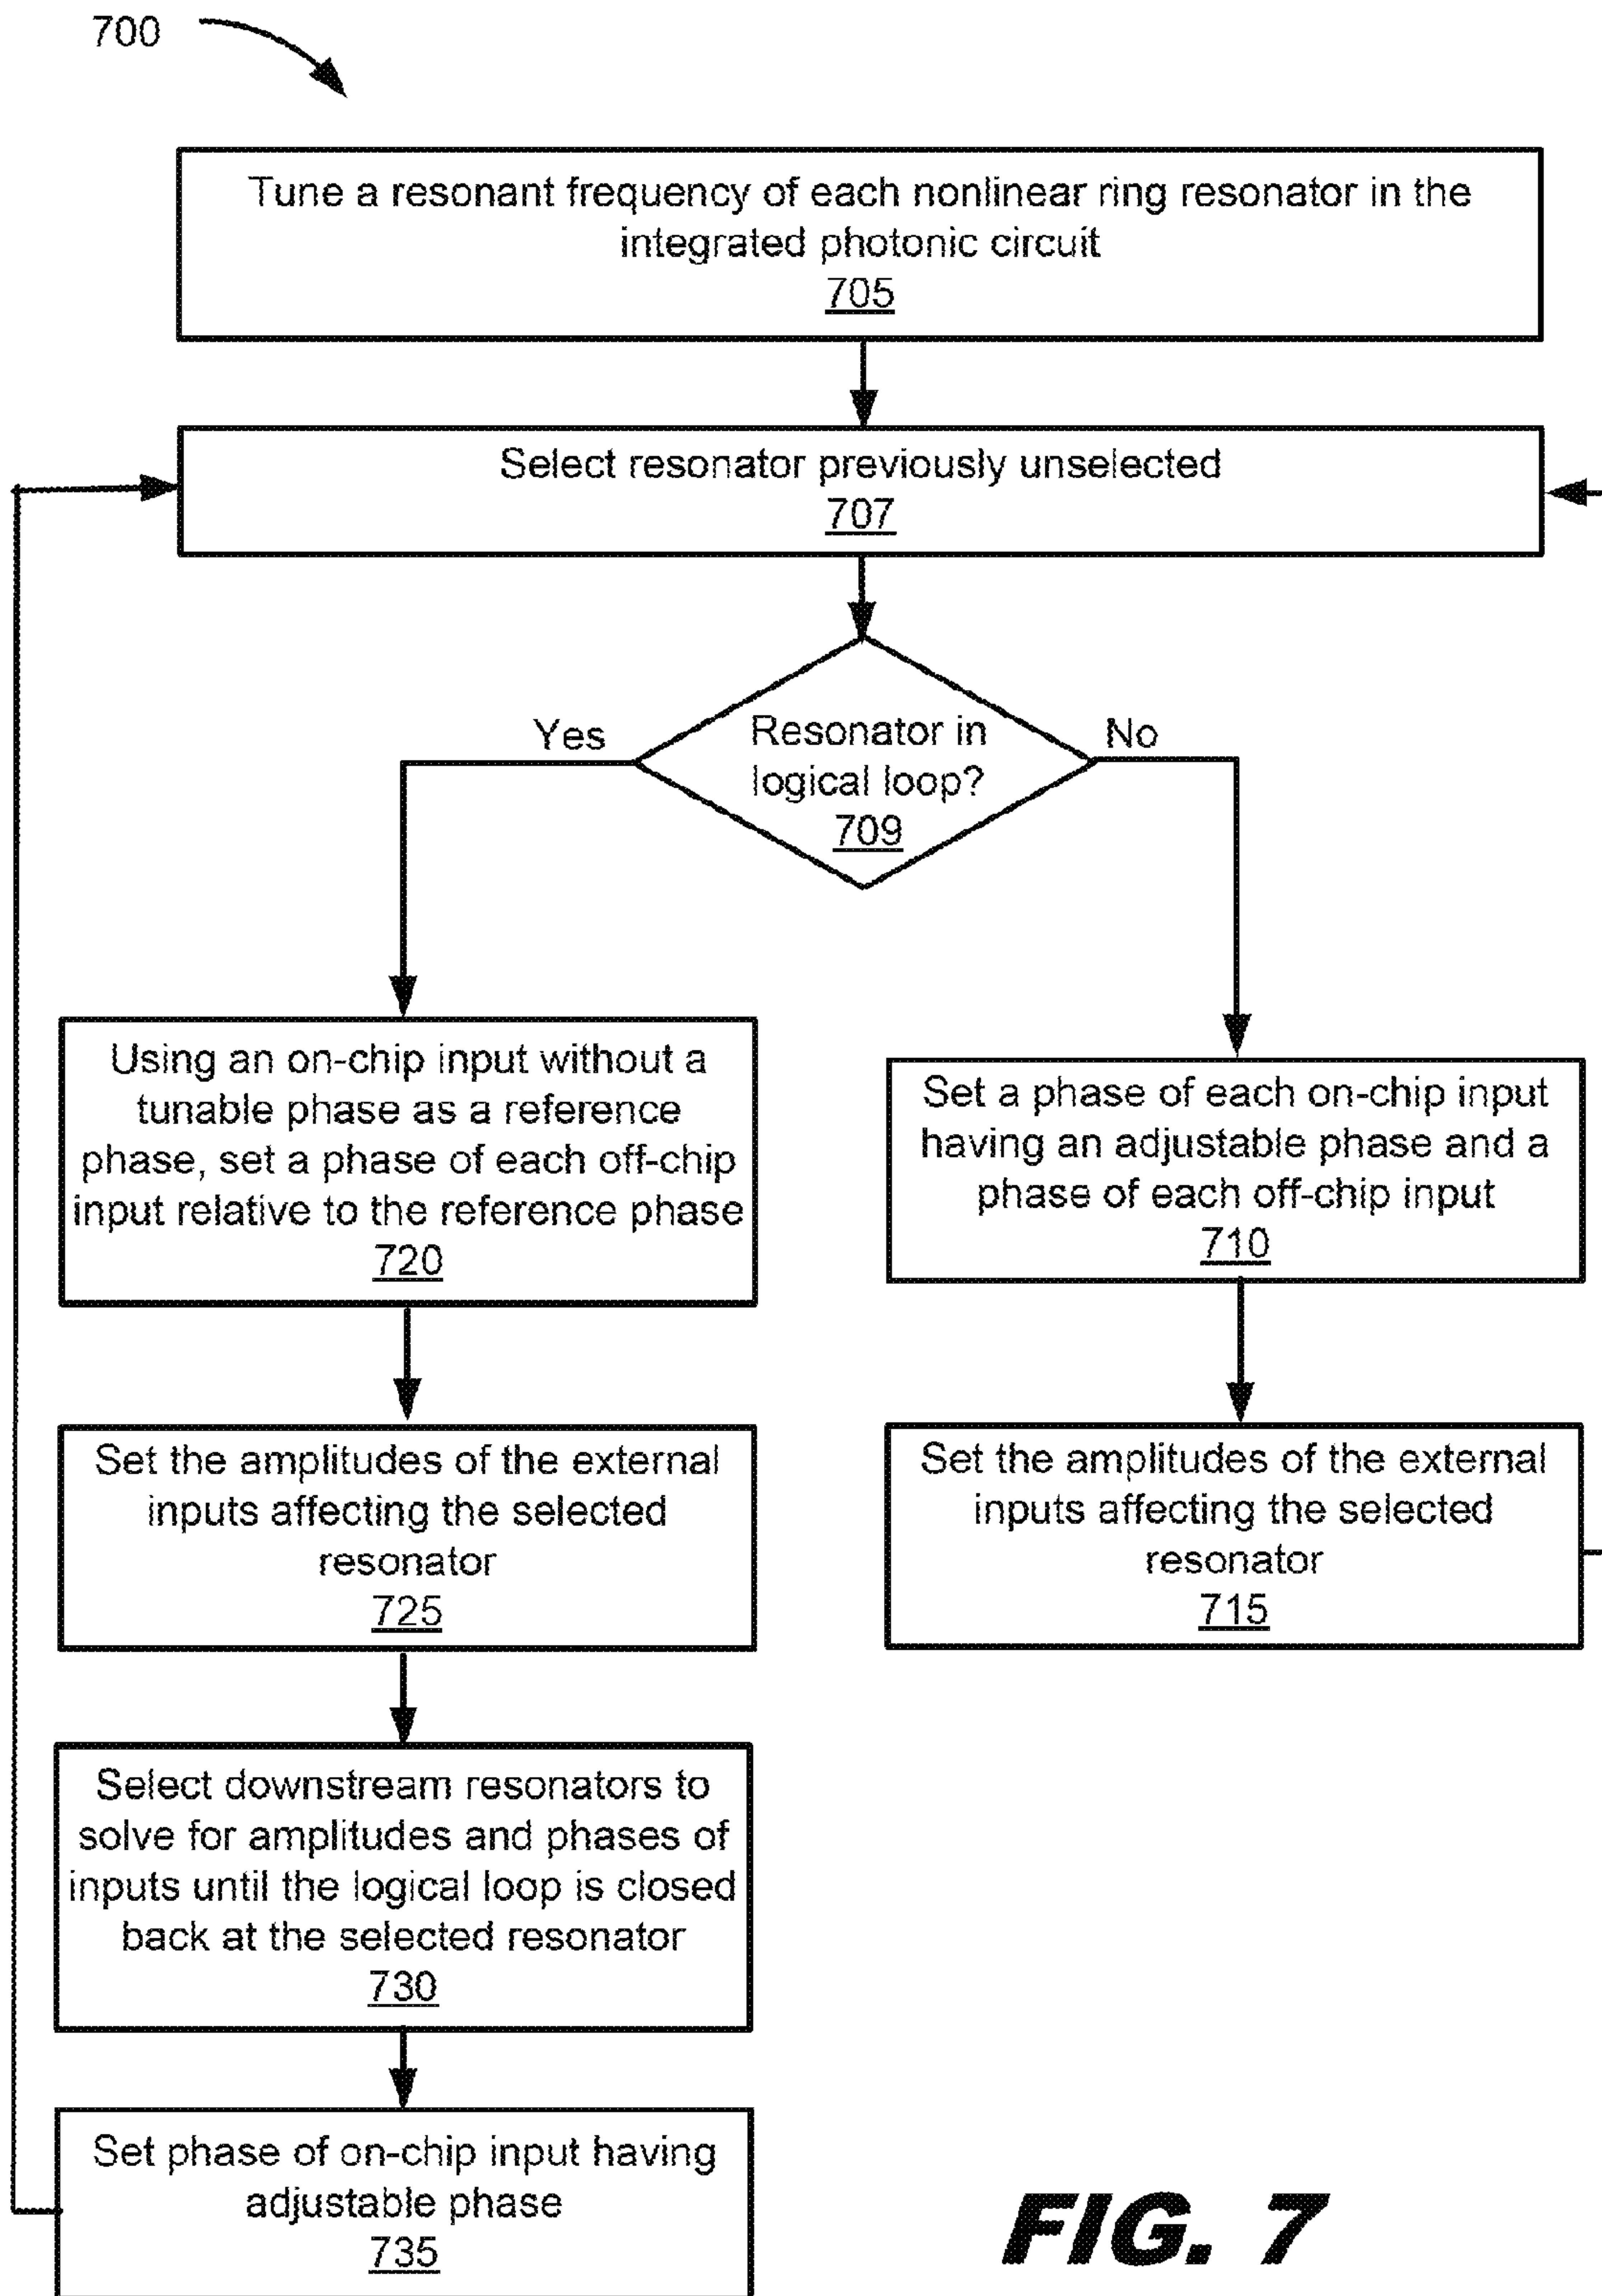 700
Tune a resonant frequency of each nonlinear ring resonator in the
integrated photonic circuit
705
Select resonator previously unselected
707
Yes
No
Resonator in
logical loop?
709
Using an on-chip input without a
tunable phase as a reference
phase, set a phase of each off-chip
input relative to the reference phase
720
Set a phase of each on-chip input
having an adjustable phase and a
phase of each off-chip input
710
Set the amplitudes of the external
inputs affecting the selected
resonator
725
Set the amplitudes of the external
inputs affecting the selected
resonator
715
Select downstream resonators to
solve for amplitudes and phases of
inputs until the logical loop is closed
back at the selected resonator
730
Set phase of on-chip input having
adjustable phase
735
FIG. 7